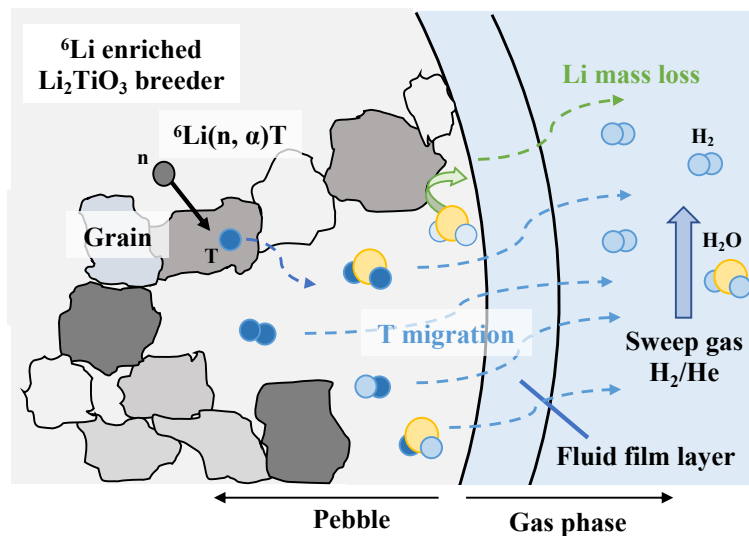 ⁶Li enriched
Li₂TiO₃ breeder
⁶Li(n, α)T
n
Grain
T
Li mass loss
H₂
H₂O
T migration
Sweep gas
H₂/He
Fluid film layer
Pebble
Gas phase